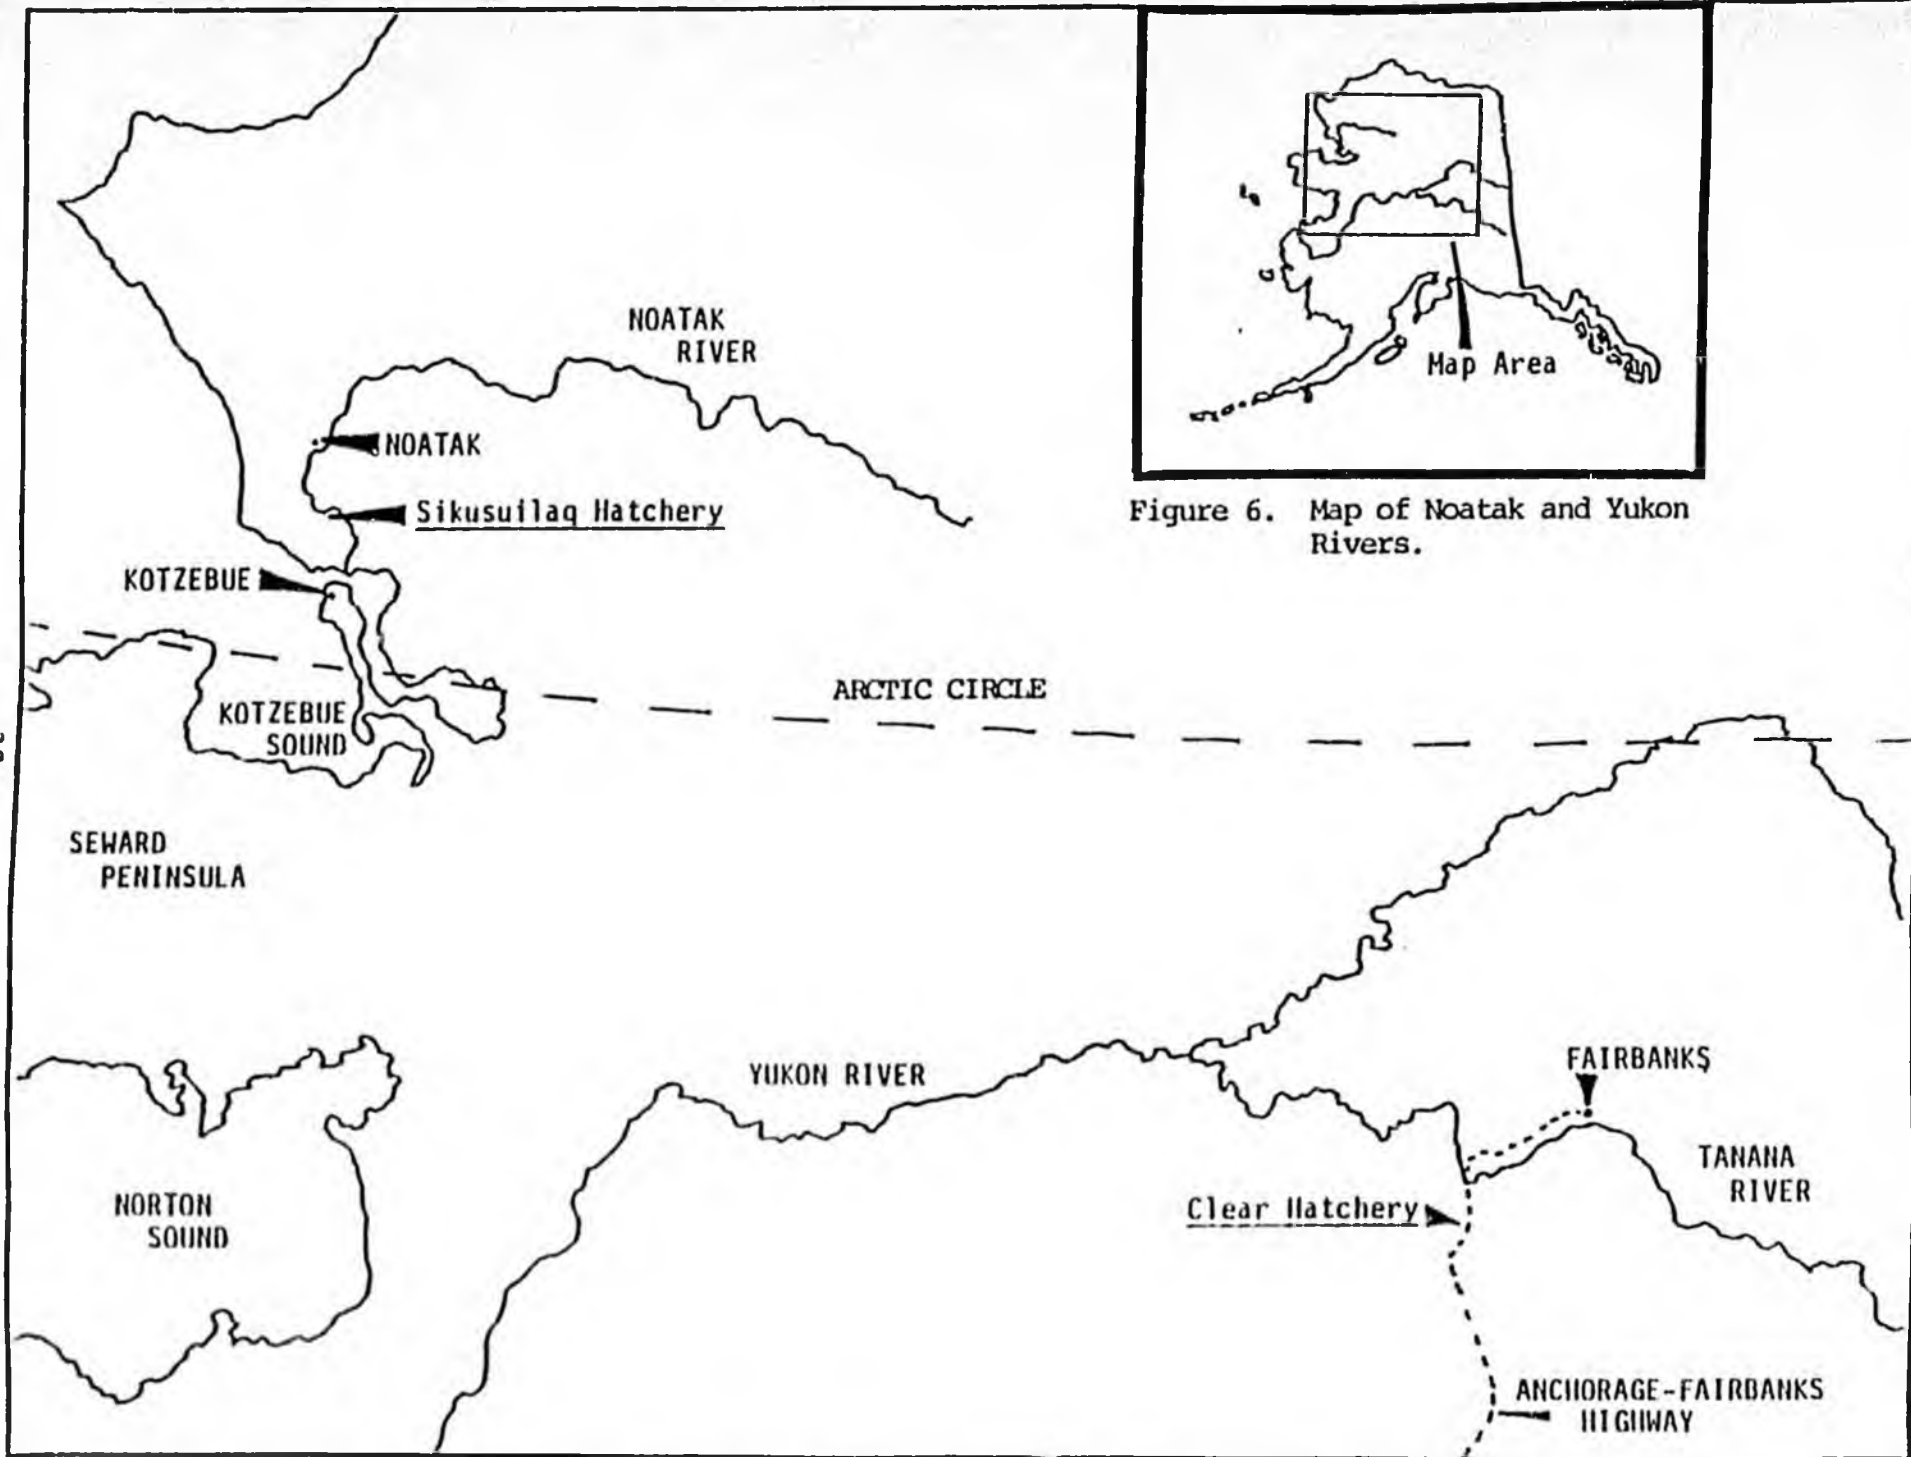 Map Area
Figure 6. Map of Noatak and Yukon
Rivers.
NOATAK
RIVER
NOATAK
Sikusuilaq Hatchery
KOTZEBUE
ARCTIC CIRCLE
KOTZEBUE
SOUND
SEWARD
PENINSULA
YUKON RIVER
FAIRBANKS
TANANA
RIVER
NORTON
SOUND
Clear Hatchery
ANCHORAGE-FAIRBANKS
HIGHWAY